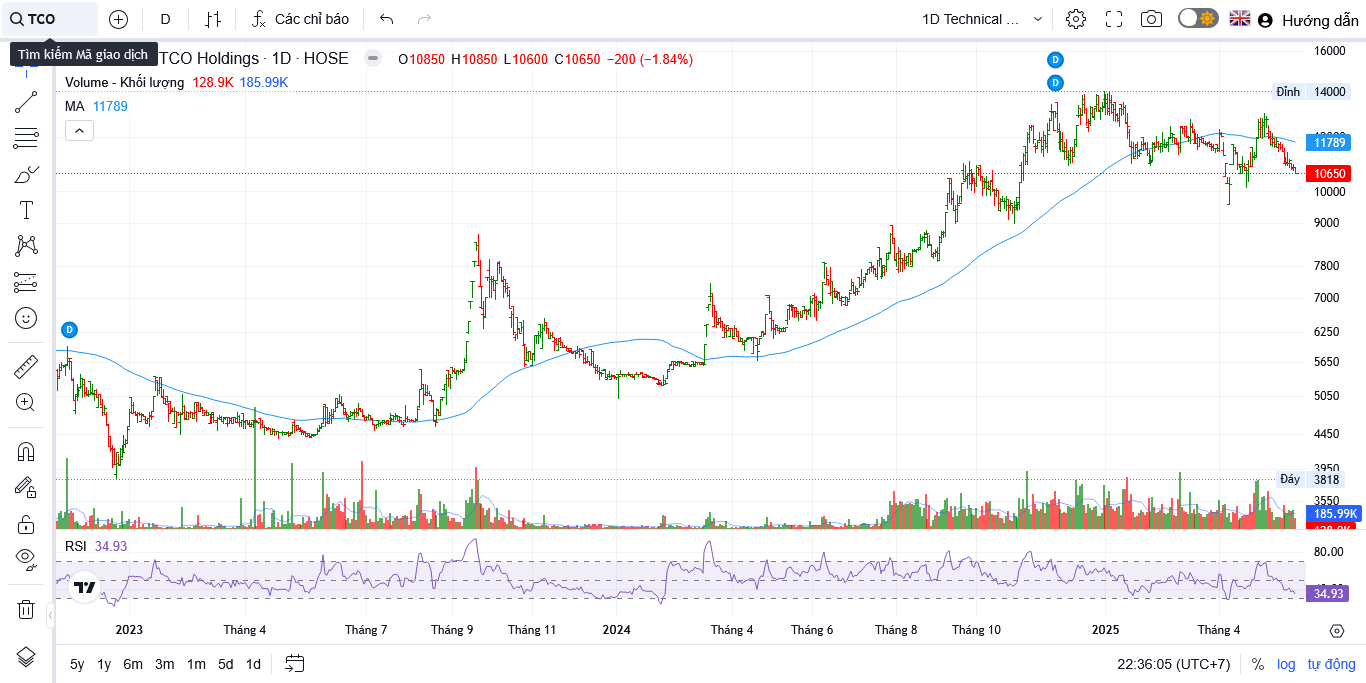 TCO
D
Các chỉ báo
1D Technical ...
Hướng dẫn
Tìm kiếm Mã giao dịch
TCO Holdings · 1D · HOSE
O10850 H10850 L10600 C10650 −200 (−1.84%)
Volume - Khối lượng 128.9K 185.99K
MA 11789
D
D
D
16000
Đỉnh 14000
11789
10650
10000
9000
7800
7000
6250
5650
5050
4450
3950
Đáy 3818
3550
185.99K
RSI 34.93
80.00
34.93
2023 Tháng 4 Tháng 7 Tháng 9 Tháng 11 2024 Tháng 4 Tháng 6 Tháng 8 Tháng 10 2025 Tháng 4
5y 1y 6m 3m 1m 5d 1d
22:36:05 (UTC+7) % log tự động